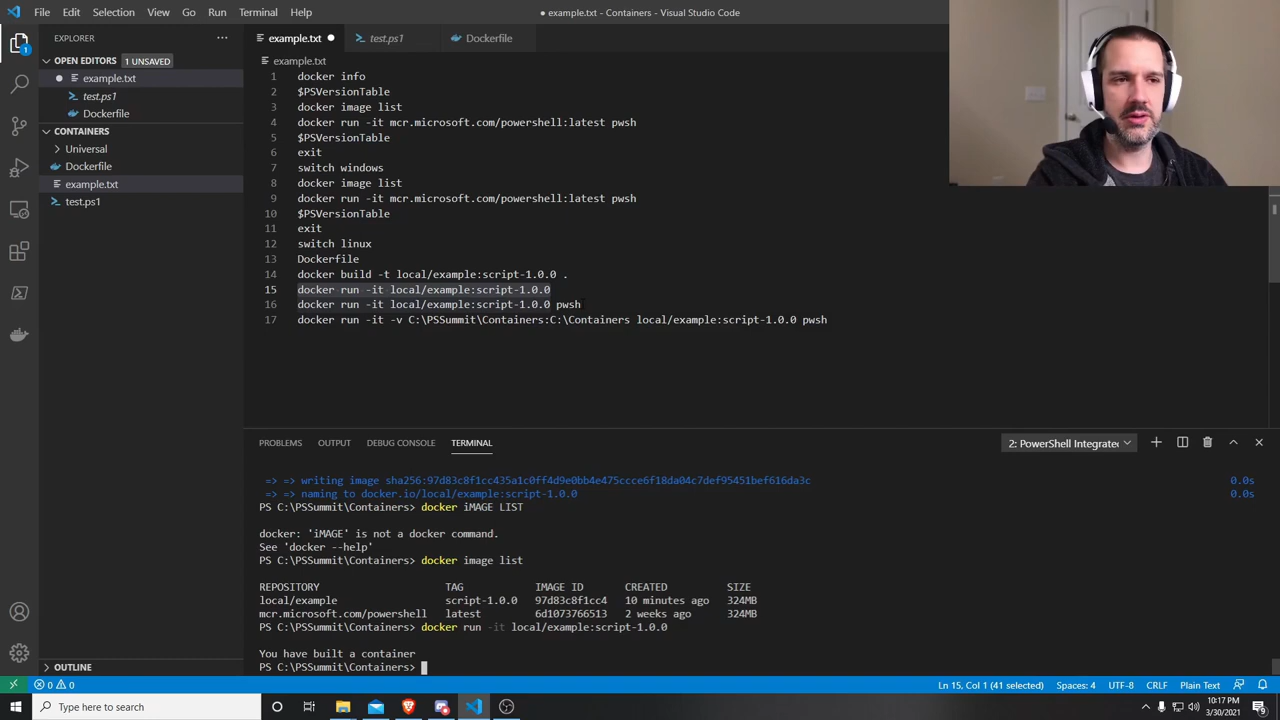 File Edit Selection View Go Run Terminal Help
● example.txt - Containers - Visual Studio Code
EXPLORER
OPEN EDITORS 1 UNSAVED
example.txt
test.ps1
Dockerfile
CONTAINERS
Universal
Dockerfile
example.txt
test.ps1
OUTLINE
1
example.txt
test.ps1
Dockerfile
example.txt
1 docker info
2 $PSVersionTable
3 docker image list
4 docker run -it mcr.microsoft.com/powershell:latest pwsh
5 $PSVersionTable
6 exit
7 switch windows
8 docker image list
9 docker run -it mcr.microsoft.com/powershell:latest pwsh
10 $PSVersionTable
11 exit
12 switch linux
13 Dockerfile
14 docker build -t local/example:script-1.0.0 .
15 docker run -it local/example:script-1.0.0
16 docker run -it local/example:script-1.0.0 pwsh
17 docker run -it -v C:\PSSummit\Containers:C:\Containers local/example:script-1.0.0 pwsh
PROBLEMS OUTPUT DEBUG CONSOLE TERMINAL
2: PowerShell Integrate
=> => writing image sha256:97d83c8f1cc435a1c0ff4d9e0bb4e475ccce6f18da04c7def95451bef616da3c 0.0s
=> => naming to docker.io/local/example:script-1.0.0 0.0s
PS C:\PSSummit\Containers> docker iMAGE LIST
docker: 'iMAGE' is not a docker command.
See 'docker --help'
PS C:\PSSummit\Containers> docker image list
REPOSITORY TAG IMAGE ID CREATED SIZE
local/example script-1.0.0 97d83c8f1cc4 10 minutes ago 324MB
mcr.microsoft.com/powershell latest 6d1073766513 2 weeks ago 324MB
PS C:\PSSummit\Containers> docker run -it local/example:script-1.0.0
You have built a container
PS C:\PSSummit\Containers>
0 0
Ln 15, Col 1 (41 selected) Spaces: 4 UTF-8 CRLF Plain Text
Type here to search
10:17 PM
3/30/2021